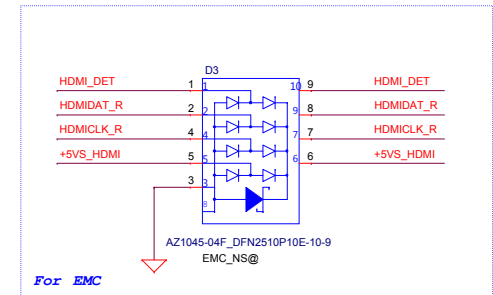 D3
HDMI_DET 1 1 10 9 HDMI_DET
HDMIDAT_R 2 2 9 8 HDMIDAT_R
HDMICLK_R 4 4 7 7 HDMICLK_R
+5VS_HDMI 5 5 6 6 +5VS_HDMI
3 3
8
AZ1045-04F_DFN2510P10E-10-9
EMC_NS@
For EMC